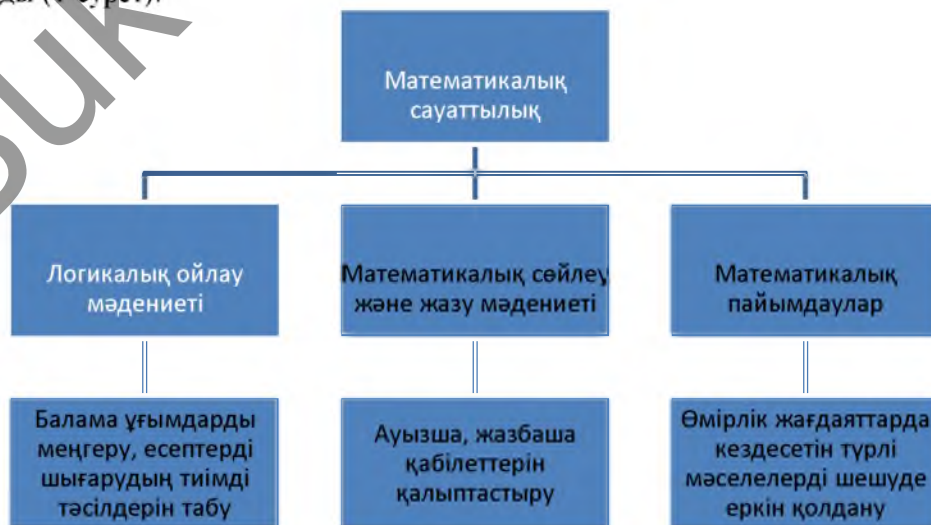 Математикалық
сауаттылық
Логикалық ойлау
мәдениеті
Математикалық сөйлеу
және жазу мәдениеті
Математикалық
пайымдаулар
Балама ұғымдарды
меңгеру, есептерді
шығарудың тиімді
тәсілдерін табу
Ауызша, жазбаша
қабілеттерін
қалыптастыру
Өмірлік жағдаяттарда
кездесетін түрлі
мәселелерді шешуде
еркін қолдану